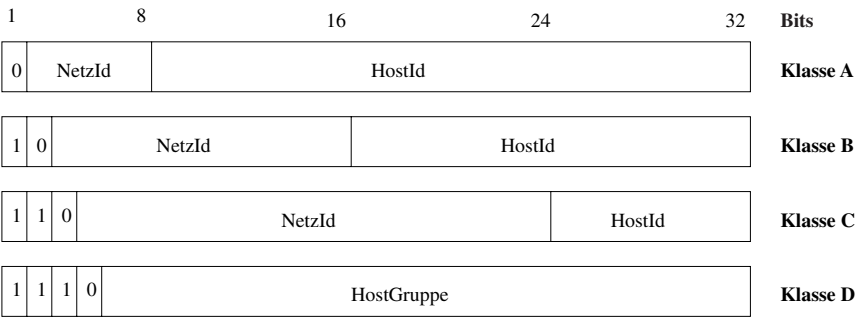 1 8 16 24 32 Bits
0 NetzId HostId Klasse A
1 0 NetzId HostId Klasse B
1 1 0 NetzId HostId Klasse C
1 1 1 0 HostGruppe Klasse D